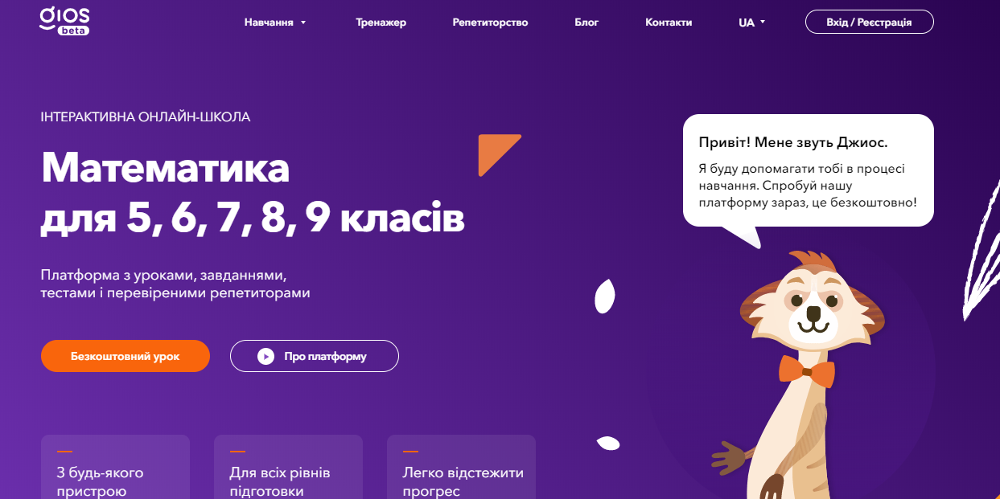 gios
beta
Навчання
Тренажер
Репетиторство
Блог
Контакти
UA
Вхід / Реєстрація
ІНТЕРАКТИВНА ОНЛАЙН-ШКОЛА
Математика
для 5, 6, 7, 8, 9 класів
Платформа з уроками, завданнями,
тестами і перевіреними репетиторами
Безкоштовний урок
Про платформу
Привіт! Мене звуть Джиос.
Я буду допомагати тобі в процесі
навчання. Спробуй нашу
платформу зараз, це безкоштовно!
З будь-якого
пристрою
Для всіх рівнів
підготовки
Легко відстежити
прогрес